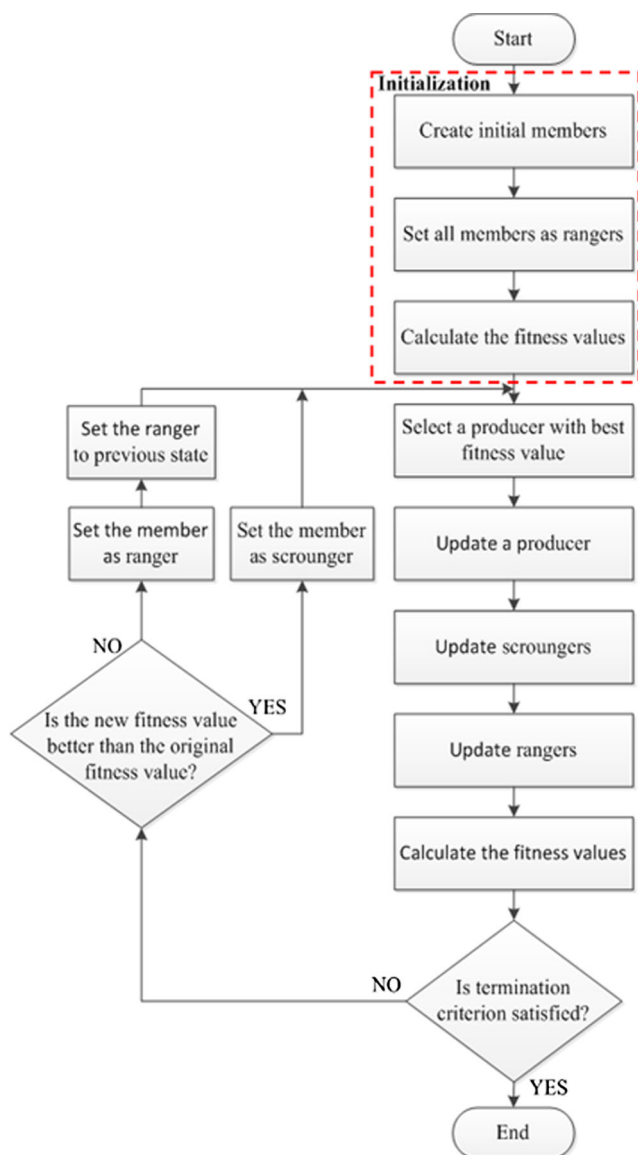 Start
Initialization
Create initial members
Set all members as rangers
Calculate the fitness values
Select a producer with best
fitness value
Update a producer
Update scroungers
Update rangers
Calculate the fitness values
Is termination
criterion satisfied?
YES
End
NO
Is the new fitness value
better than the original
fitness value?
NO
Set the member
as ranger
Set the ranger
to previous state
YES
Set the member
as scrounger